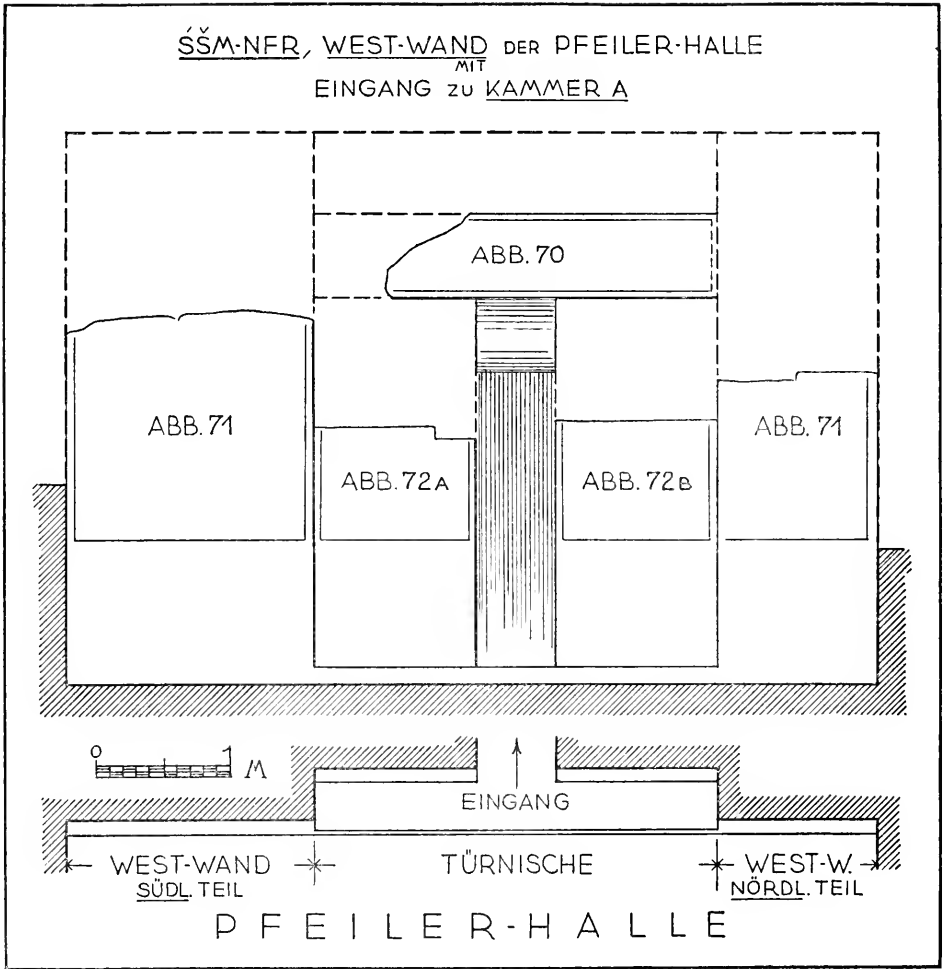 ŚŠM-NFR, WEST-WAND DER PFEILER-HALLE
MIT
EINGANG ZU KAMMER A
ABB. 70
ABB. 71
ABB. 72A
ABB. 72B
ABB. 71
0 1 M
EINGANG
WEST-WAND
SÜDL. TEIL
TÜRNISCHE
WEST-W.
NÖRDL. TEIL
PFEILER-HALLE